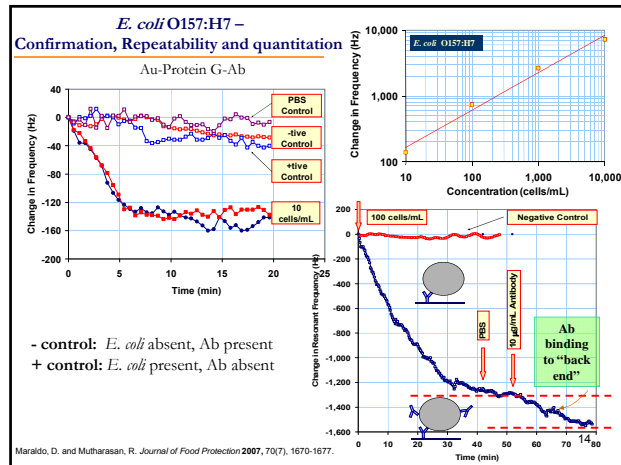 E. coli O157:H7 –
Confirmation, Repeatability and quantitation
Au-Protein G-Ab
Change in Frequency (Hz)
40
0
-40
-80
-120
-160
-200
0
5
10
15
20
25
Time (min)
PBS
Control
-tive
Control
+tive
Control
10
cells/mL
- control: E. coli absent, Ab present
+ control: E. coli present, Ab absent
E. coli O157:H7
Change in Frequency (Hz)
10,000
1,000
100
10
100
1,000
10,000
Concentration (cells/mL)
Change in Resonant Frequency (Hz)
200
0
-200
-400
-600
-800
-1,000
-1,200
-1,400
-1,600
100 cells/mL
Negative Control
PBS
10 µg/mL Antibody
Ab
binding
to “back
end”
0
10
20
30
40
50
60
70
80
Time (min)
14
Maraldo, D. and Mutharasan, R. Journal of Food Protection 2007, 70(7), 1670-1677.